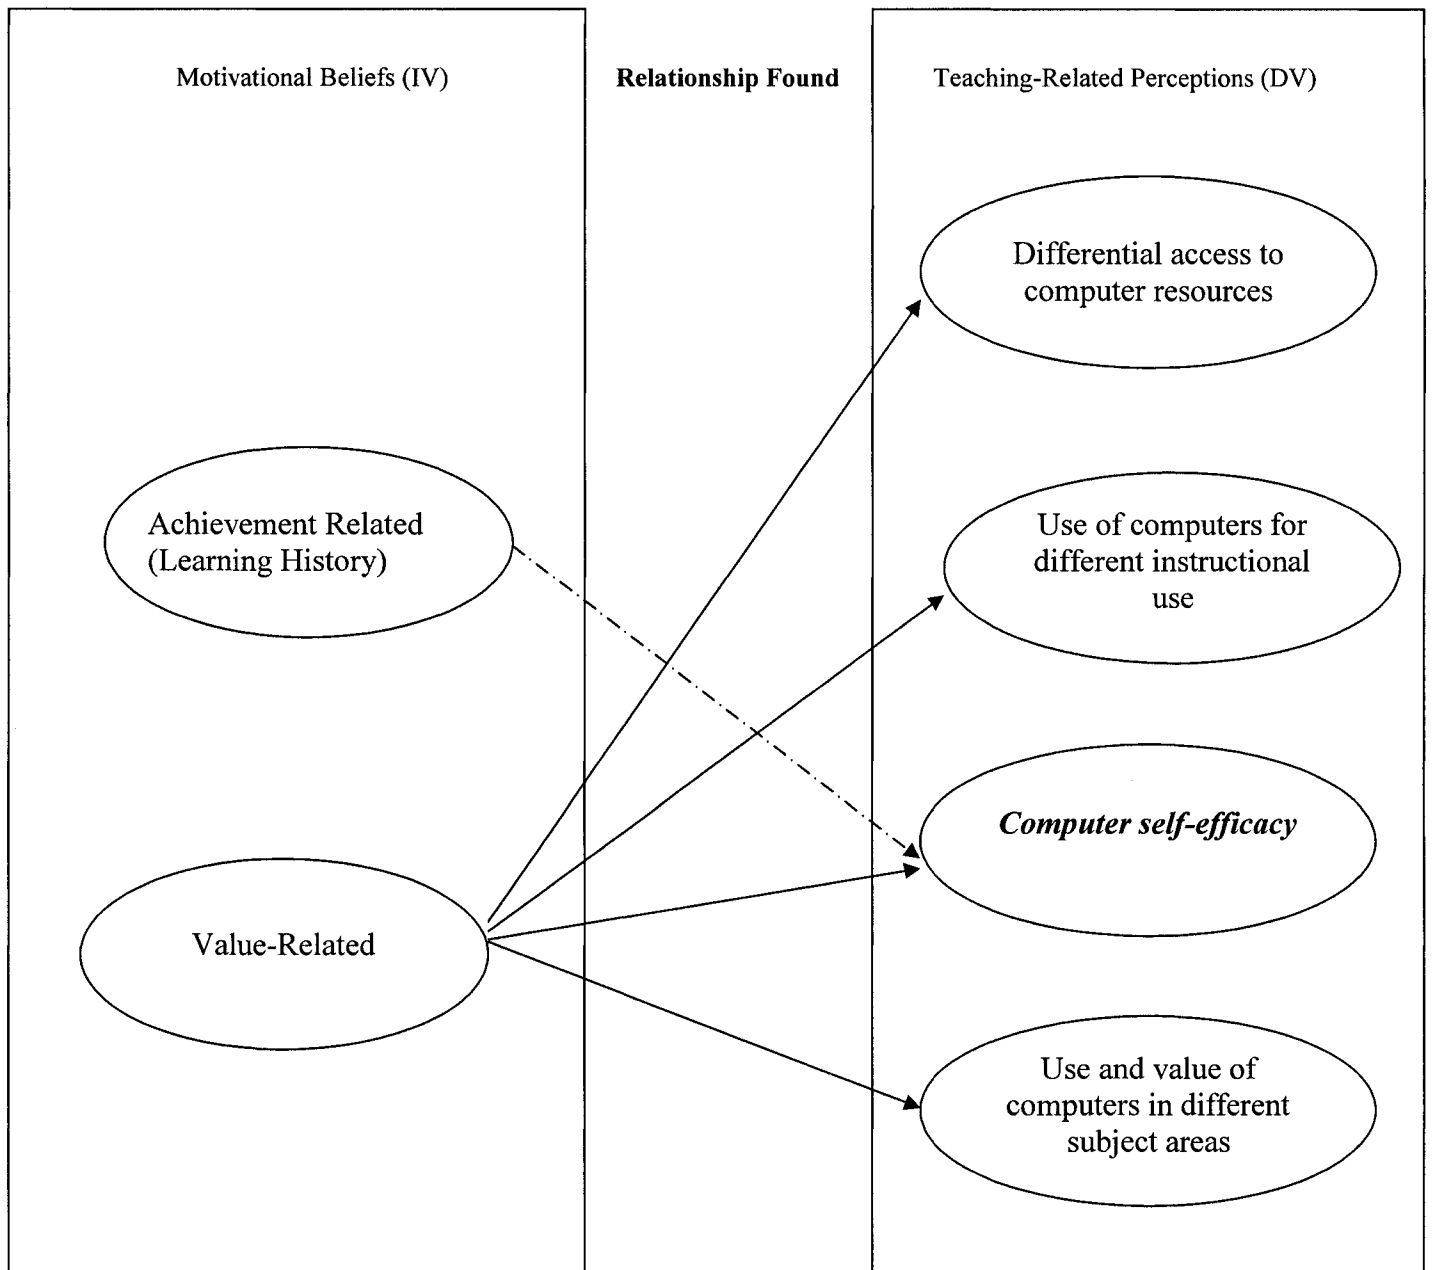 Motivational Beliefs (IV)
Relationship Found
Teaching-Related Perceptions (DV)
Differential access to
computer resources
Achievement Related
(Learning History)
Use of computers for
different instructional
use
Computer self-efficacy
Value-Related
Use and value of
computers in different
subject areas